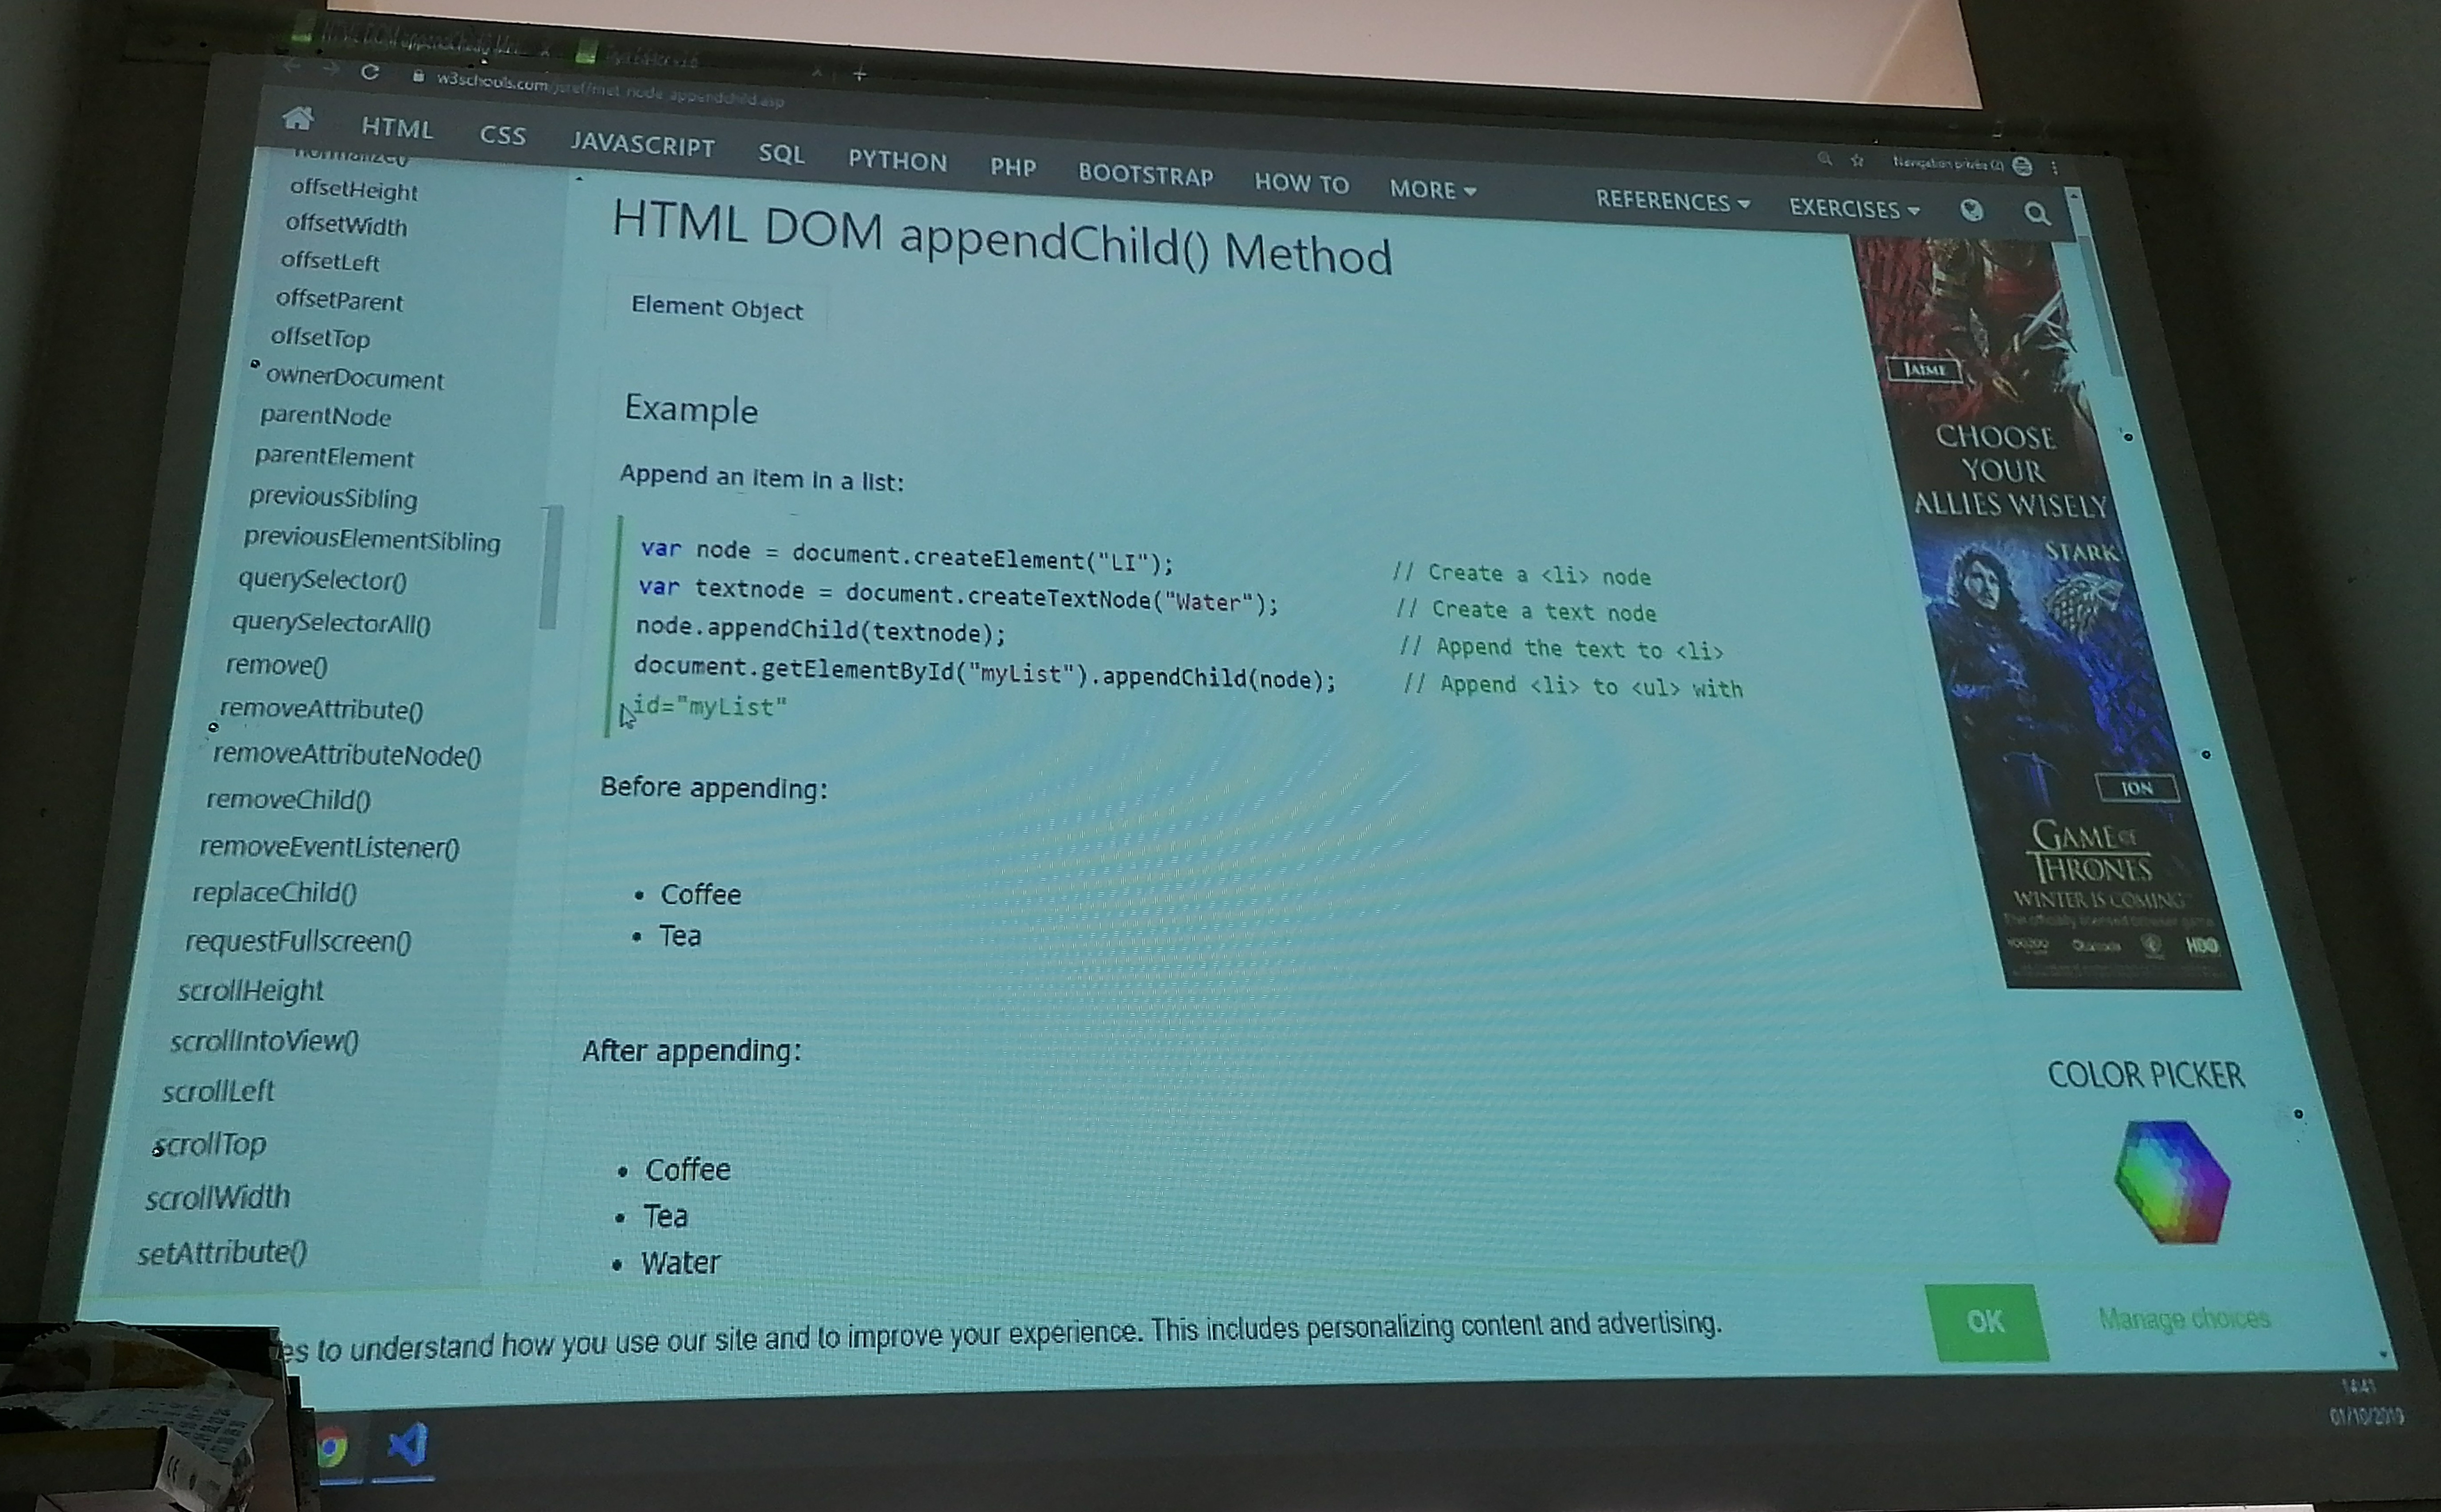 w3schools.com/jsref/met_node_appendchild.asp
Navigation privée (2)
HTML CSS JAVASCRIPT SQL PYTHON PHP BOOTSTRAP HOW TO MORE REFERENCES EXERCISES
normalize()
offsetHeight
offsetWidth
offsetLeft
offsetParent
offsetTop
ownerDocument
parentNode
parentElement
previousSibling
previousElementSibling
querySelector()
querySelectorAll()
remove()
removeAttribute()
removeAttributeNode()
removeChild()
removeEventListener()
replaceChild()
requestFullscreen()
scrollHeight
scrollIntoView()
scrollLeft
scrollTop
scrollWidth
setAttribute()
HTML DOM appendChild() Method
Element Object
Example
Append an item in a list:
var node = document.createElement("LI"); // Create a <li> node
var textnode = document.createTextNode("Water"); // Create a text node
node.appendChild(textnode); // Append the text to <li>
document.getElementById("myList").appendChild(node); // Append <li> to <ul> with
id="myList"
Before appending:
• Coffee
• Tea
After appending:
• Coffee
• Tea
• Water
JAIME
CHOOSE
YOUR
ALLIES WISELY
STARK
JON
GAME OF
THRONES
WINTER IS COMING
HBO
COLOR PICKER
es to understand how you use our site and to improve your experience. This includes personalizing content and advertising.
OK
Manage choices
14:41
01/10/2019